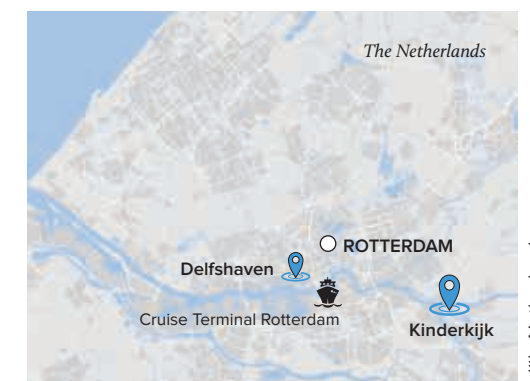 The Netherlands
ROTTERDAM
Delfshaven
Cruise Terminal Rotterdam
Kinderkijk